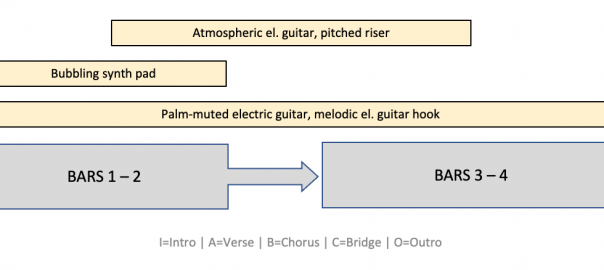 Atmospheric el. guitar, pitched riser
Bubbling synth pad
Palm-muted electric guitar, melodic el. guitar hook
BARS 1 – 2
BARS 3 – 4
I=Intro | A=Verse | B=Chorus | C=Bridge | O=Outro